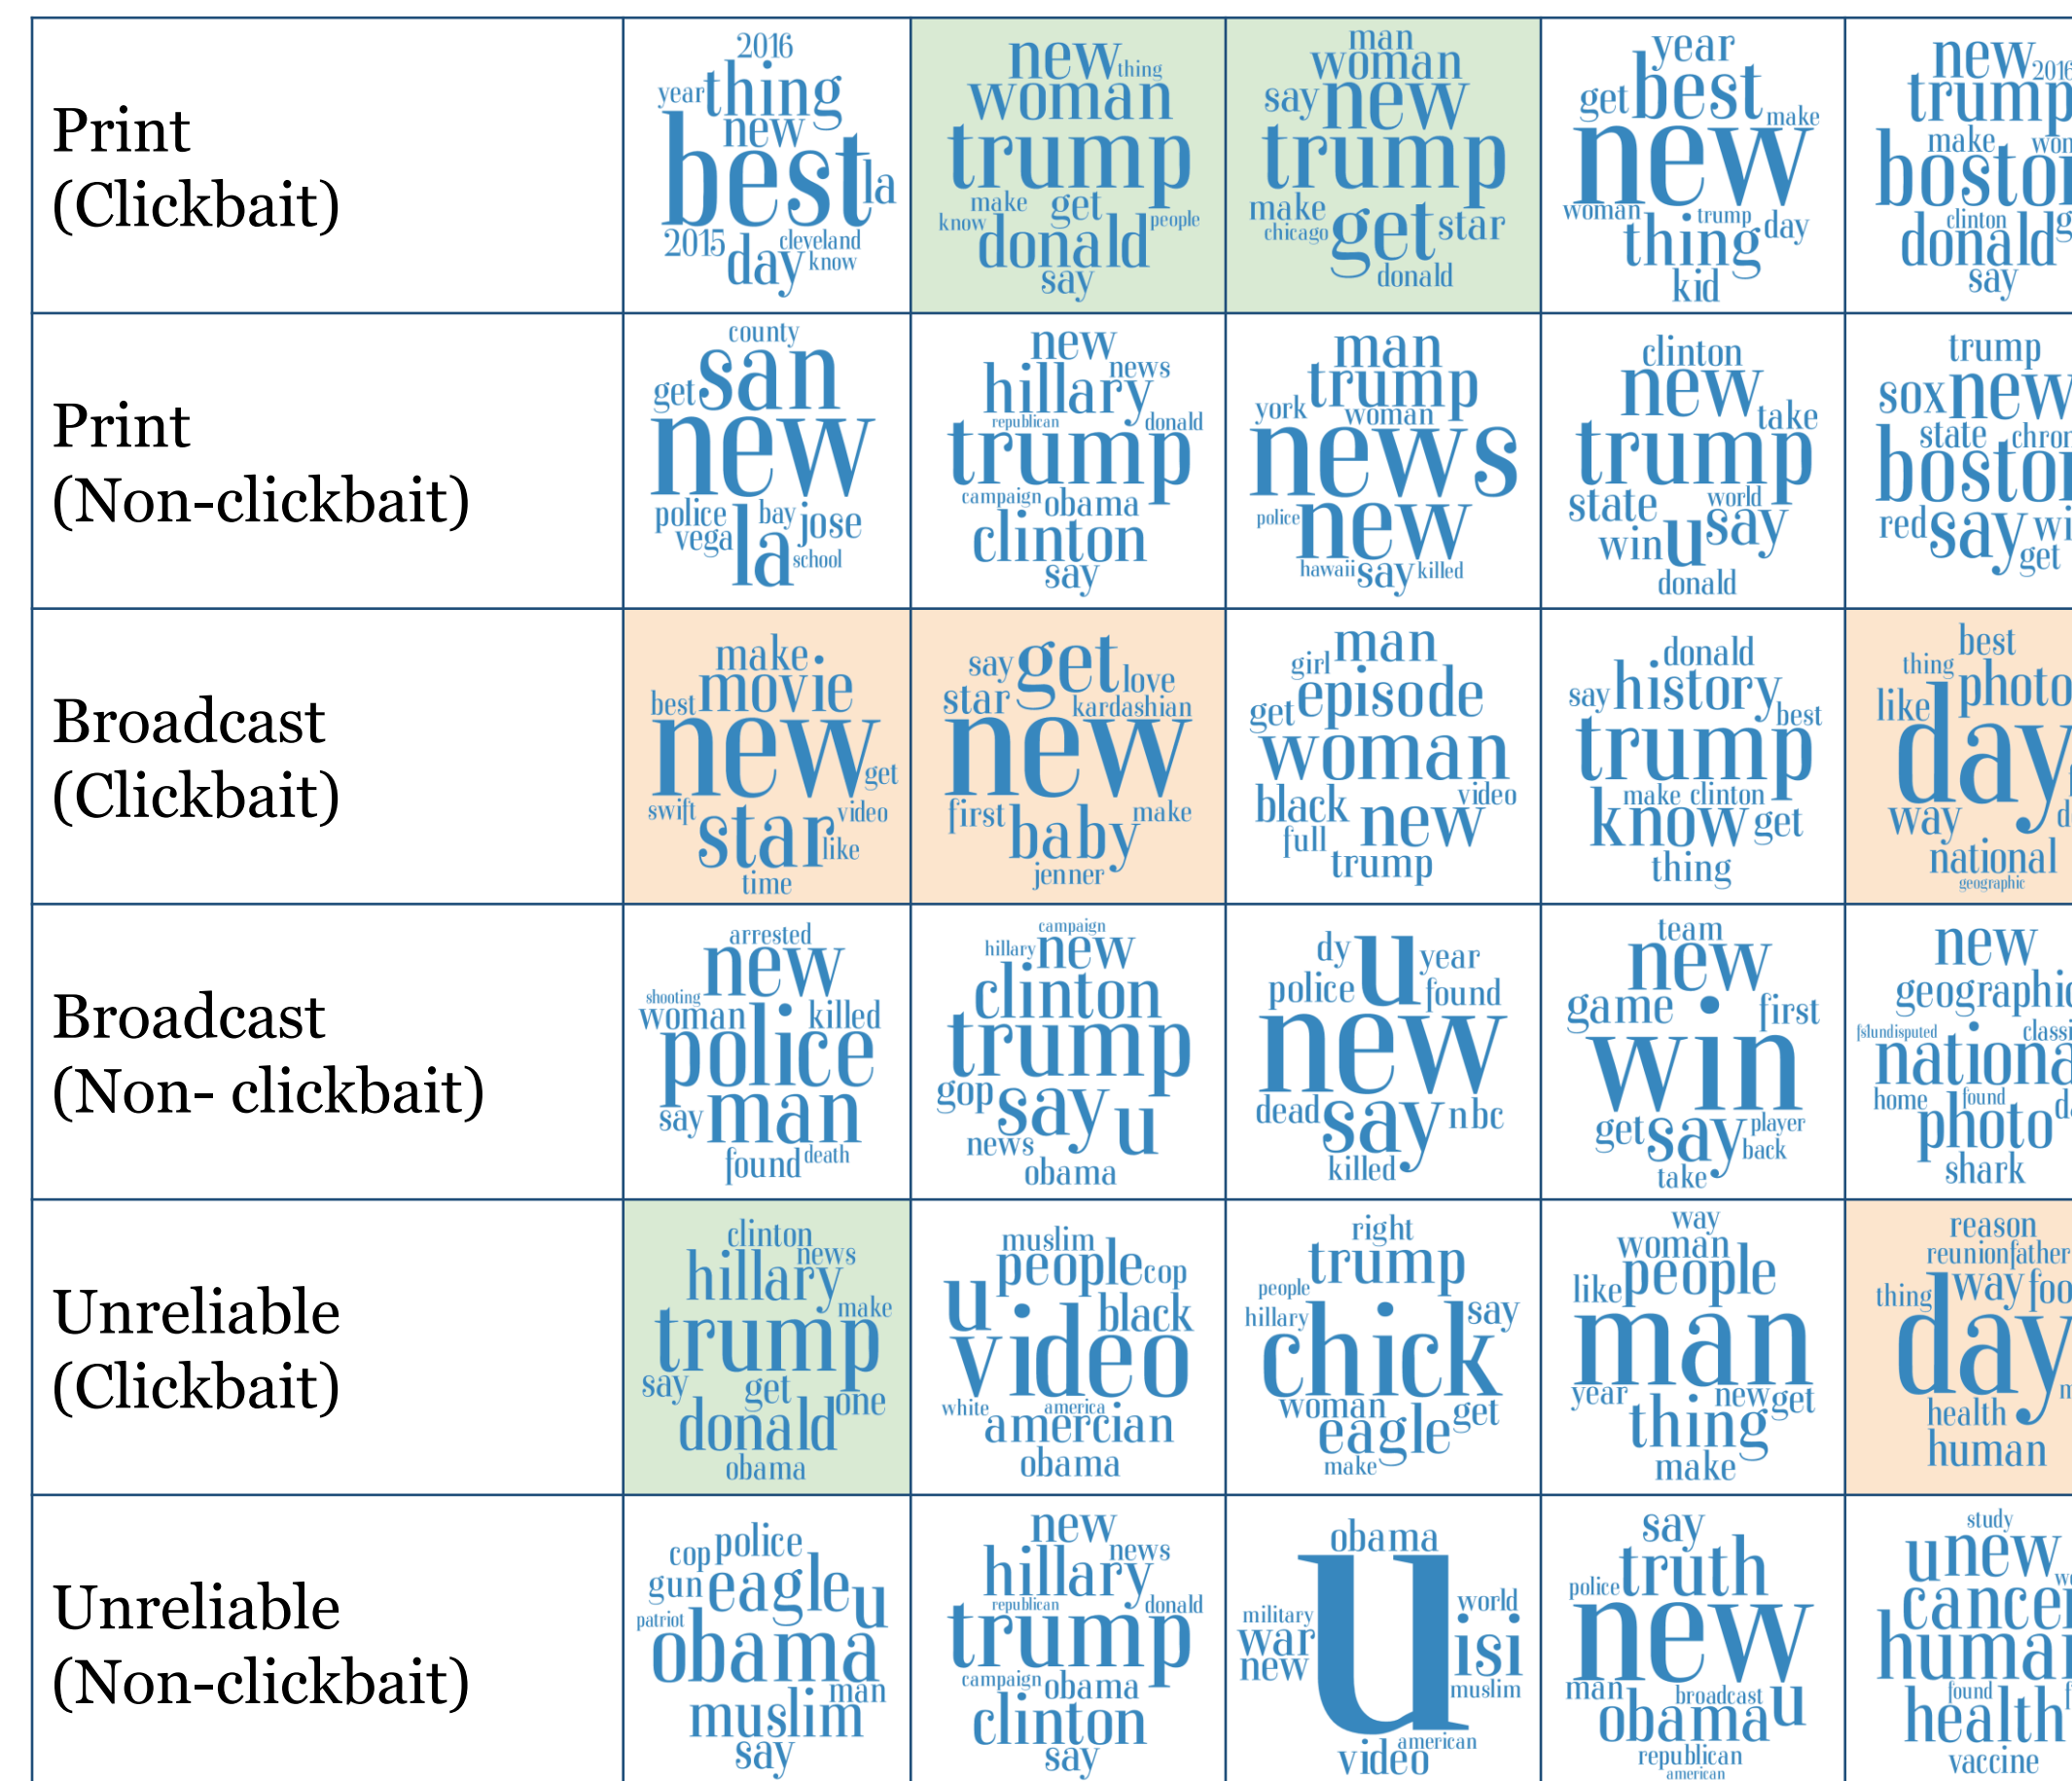 Print
(Clickbait)
2016
year thing
new
best la
2015 day cleveland
know
new thing
woman
trump
make get
know donald people
say
man
woman
say new
trump
make get star
chicago
donald
year
get best make
new
woman trump day
thing
kid
new 2016
trump
make
donald
clinton
say
Print
(Non-clickbait)
county
get san
new
police bay jose
vega la school
new
hillary news
republican donald
trump
campaign obama
clinton
say
man
trump
york woman
news
police new
hawaii say killed
clinton
new take
trump
state world
win u say
donald
trump
sox new
state
red say
get
Broadcast
(Clickbait)
make
best movie
new get
swift star video
like
time
say get love
star kardashian
new
first baby make
jenner
man
girl episode
get
woman
black new video
full
trump
donald
say history best
trump
make clinton
know get
thing
best
thing photo
like day
way
national
geographic
Broadcast
(Non- clickbait)
arrested
new
shooting
woman killed
police
say man
found death
campaign
hillary new
clinton
trump
gop say u
news
obama
dy u year
police found
new
dead say nbc
killed
team
new
game first
win
get say player
back
take
new
geographic
fslundisputed
home found
photo
shark
Unreliable
(Clickbait)
clinton
hillary news
make
trump
say get one
donald
obama
muslim
people cop
u black
video
white america
amercian
obama
right
trump
people
hillary say
chick
woman get
eagle
make
way
woman
like people
man
year new get
thing
make
reason
reunionfather
thing way
day
health
human
Unreliable
(Non-clickbait)
cop police
gun eagle u
patriot
obama
man
muslim
say
new
hillary news
republican donald
trump
campaign obama
clinton
say
obama
u
military world
war isi
new muslim
american
video
say
police truth
new
man broadcast u
obama
republican
american
study
u new
found
health
vaccine